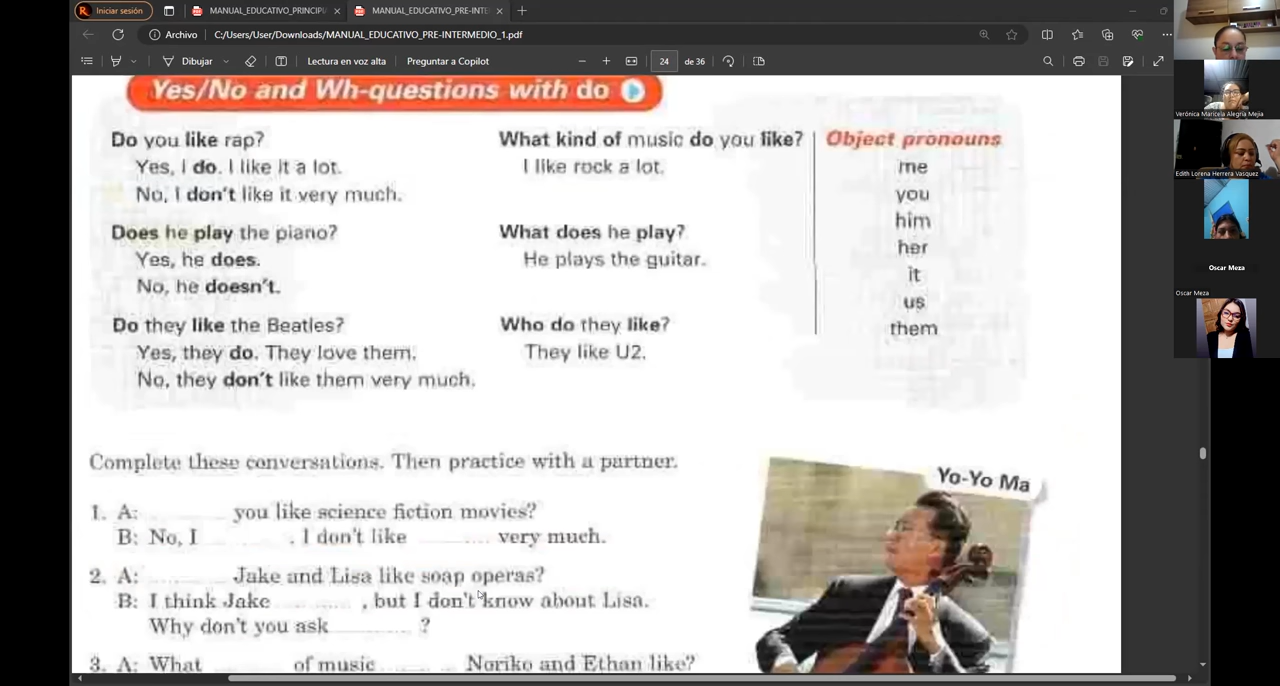 Iniciar sesión
MANUAL_EDUCATIVO_PRINCIPI
MANUAL_EDUCATIVO_PRE-INTE
Archivo
C:/Users/User/Downloads/MANUAL_EDUCATIVO_PRE-INTERMEDIO_1.pdf
Dibujar
Lectura en voz alta
Preguntar a Copilot
24
de 36
Yes/No and Wh-questions with do
Do you like rap?
Yes, I do. I like it a lot.
No, I don't like it very much.
Does he play the piano?
Yes, he does.
No, he doesn't.
Do they like the Beatles?
Yes, they do. They love them.
No, they don't like them very much.
What kind of music do you like?
I like rock a lot.
What does he play?
He plays the guitar.
Who do they like?
They like U2.
Object pronouns
me
you
him
her
it
us
them
Complete these conversations. Then practice with a partner.
1. A: ............ you like science fiction movies?
B: No, I ............ . I don't like ............ very much.
2. A: ............ Jake and Lisa like soap operas?
B: I think Jake ............ , but I don't know about Lisa.
Why don't you ask ............ ?
3. A: What ............ of music ............ Noriko and Ethan like?
Yo-Yo Ma
Verónica Maricela Alegria Mejia
Edith Lorena Herrera Vasquez
Oscar Meza
Oscar Meza